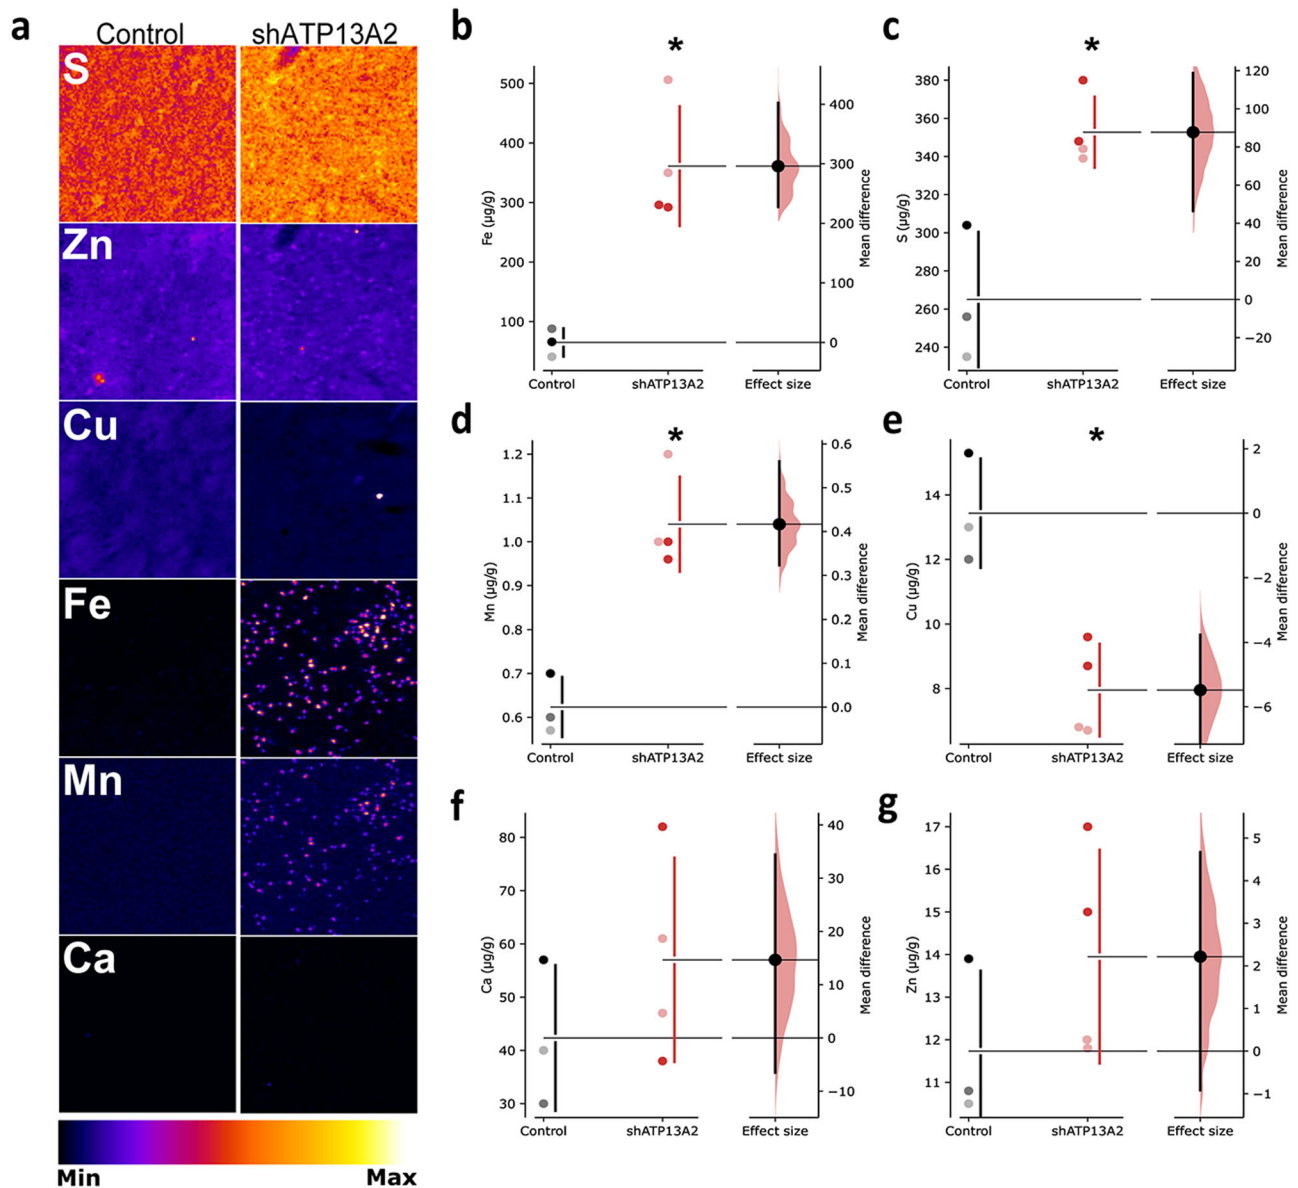 a
Control shATP13A2
S
Zn
Cu
Fe
Mn
Ca
Min Max
b
*
Fe (µg/g)
500
400
300
200
100
Mean difference
400
300
200
100
0
Control shATP13A2 Effect size
c
*
S (µg/g)
380
360
340
320
300
280
260
240
Mean difference
120
100
80
60
40
20
0
−20
Control shATP13A2 Effect size
d
*
Mn (µg/g)
1.2
1.1
1.0
0.9
0.8
0.7
0.6
Mean difference
0.6
0.5
0.4
0.3
0.2
0.1
0.0
Control shATP13A2 Effect size
e
*
Cu (µg/g)
14
12
10
8
Mean difference
2
0
−2
−4
−6
Control shATP13A2 Effect size
f
Ca (µg/g)
80
70
60
50
40
30
Mean difference
40
30
20
10
0
−10
Control shATP13A2 Effect size
g
Zn (µg/g)
17
16
15
14
13
12
11
Mean difference
5
4
3
2
1
0
−1
Control shATP13A2 Effect size